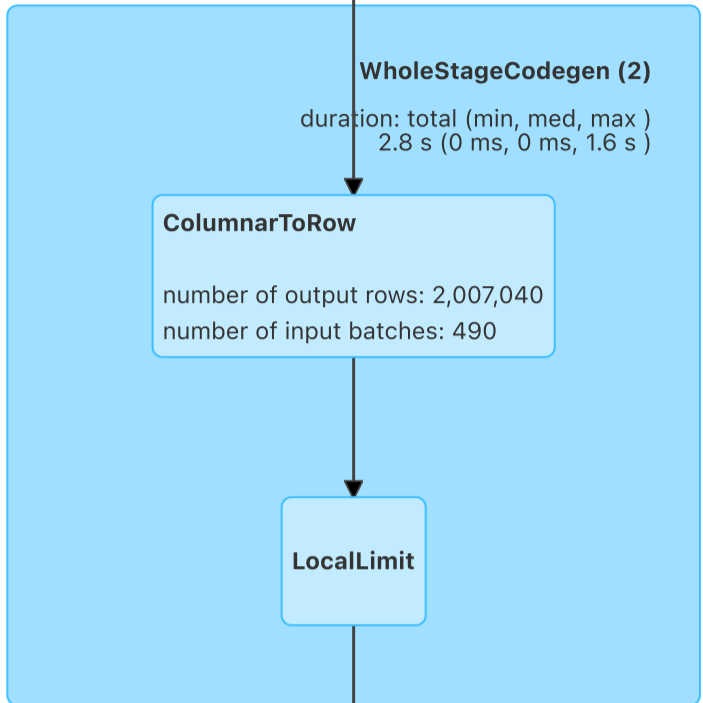 WholeStageCodegen (2)
duration: total (min, med, max )
2.8 s (0 ms, 0 ms, 1.6 s )
ColumnarToRow
number of output rows: 2,007,040
number of input batches: 490
LocalLimit